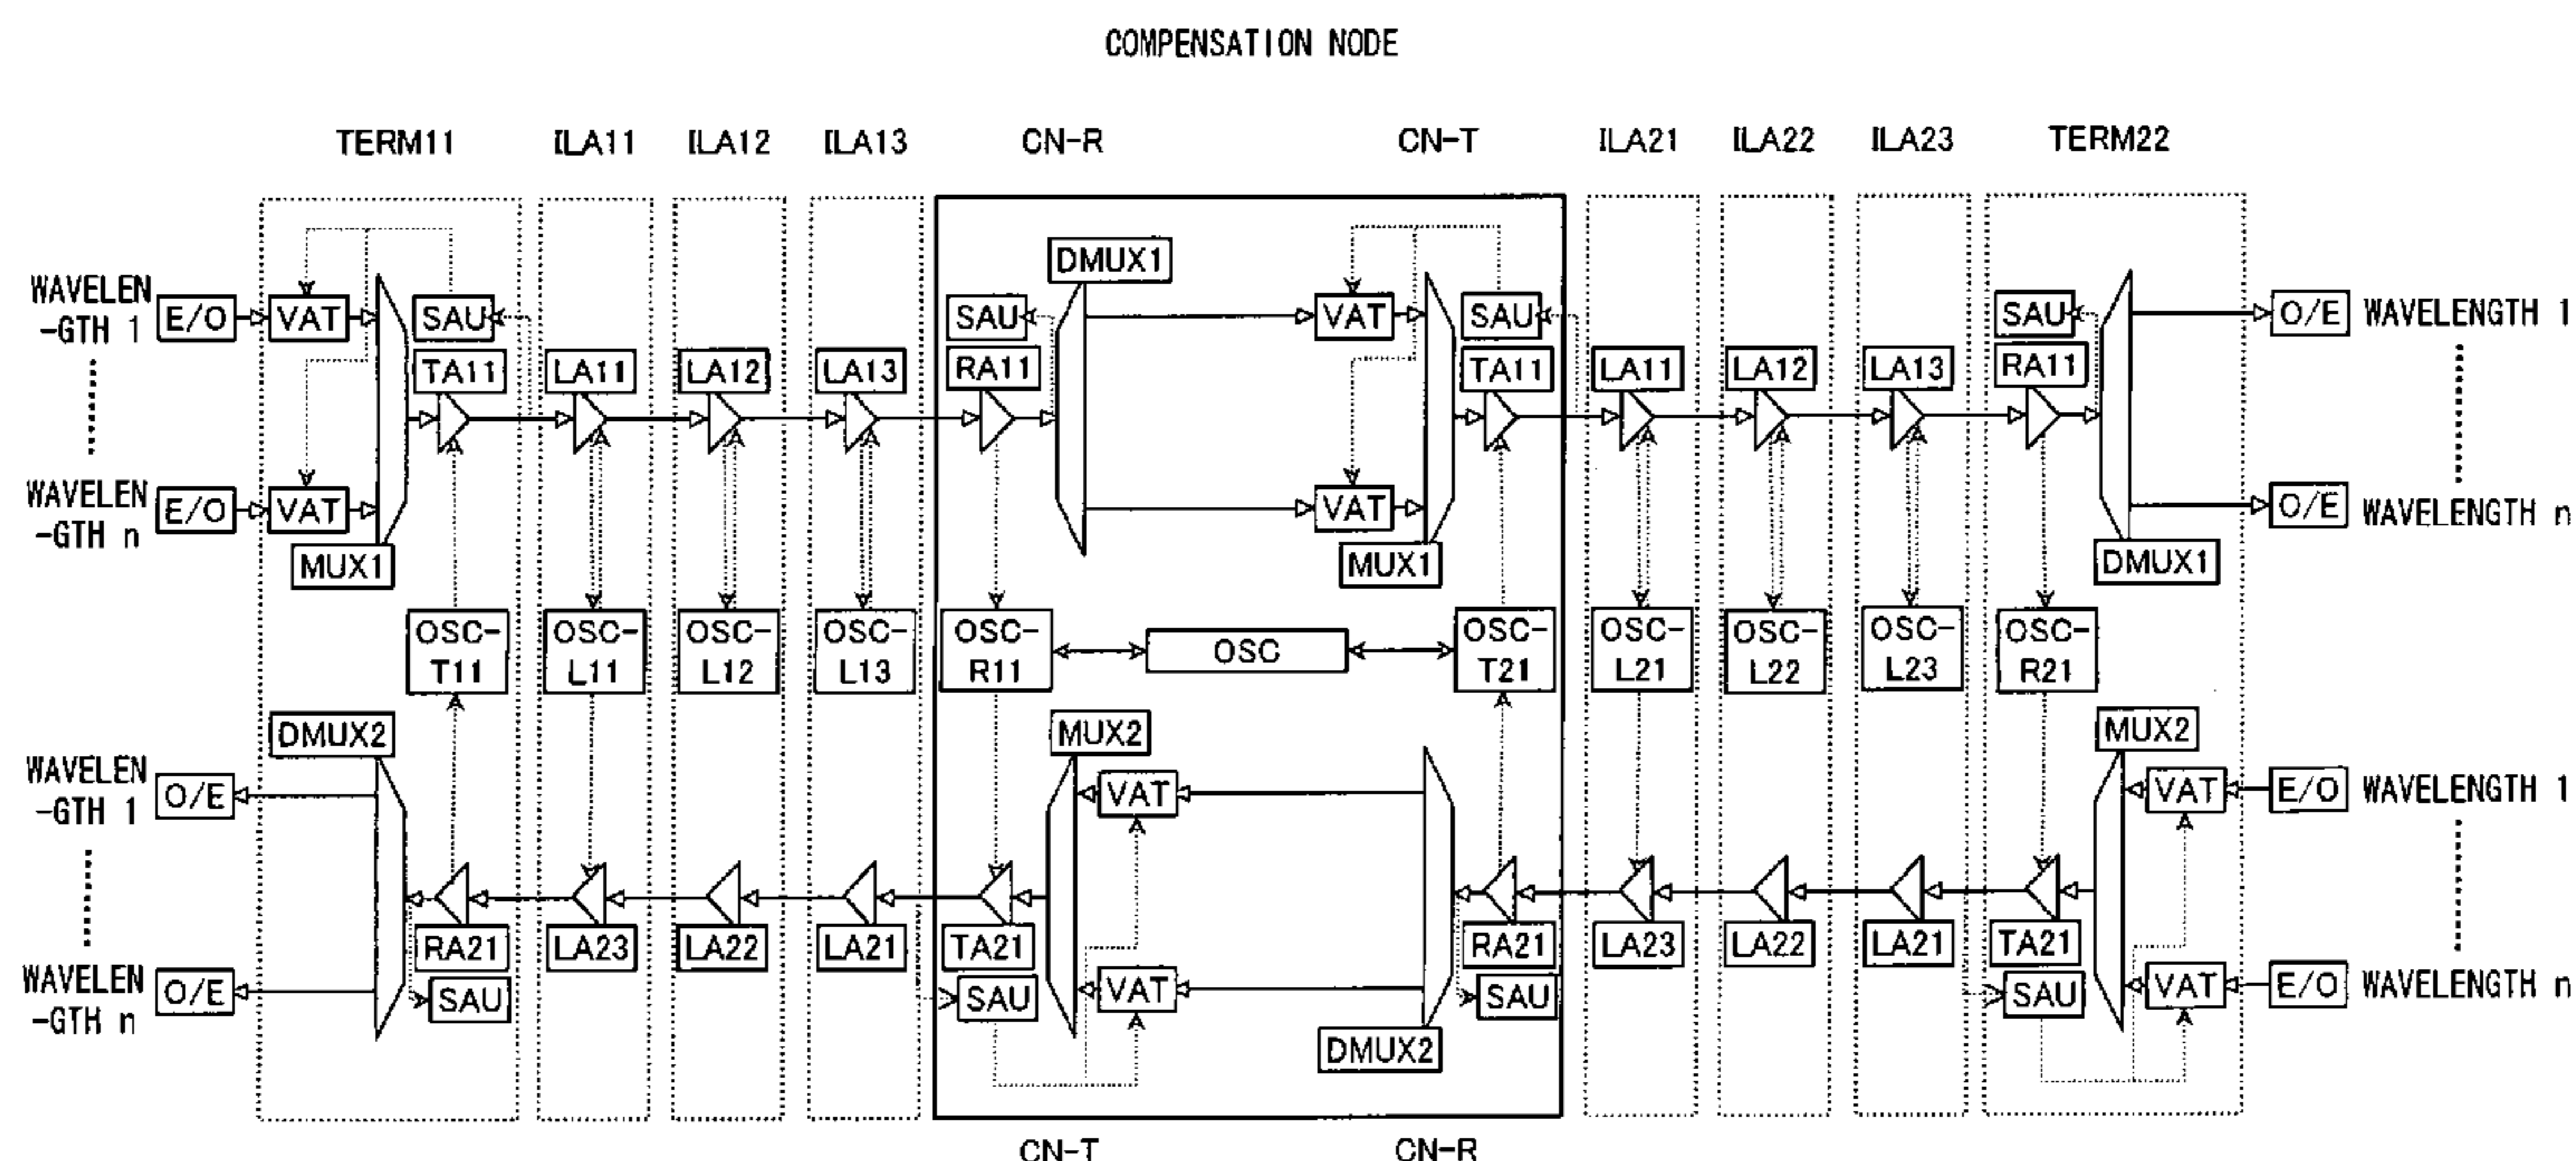 COMPENSATION NODE
TERM11 ILA11 ILA12 ILA13 CN-R CN-T ILA21 ILA22 ILA23 TERM22
DMUX1
WAVELEN
-GTH 1
E/O VAT SAU SAU VAT SAU SAU O/E WAVELENGTH 1
TA11 LA11 LA12 LA13 RA11 TA11 LA11 LA12 LA13 RA11
WAVELEN
-GTH n
E/O VAT VAT O/E WAVELENGTH n
MUX1 MUX1 DMUX1
OSC-
T11
OSC-
L11
OSC-
L12
OSC-
L13
OSC-
R11
OSC
OSC-
T21
OSC-
L21
OSC-
L22
OSC-
L23
OSC-
R21
DMUX2 MUX2 MUX2
WAVELEN
-GTH 1
O/E VAT VAT E/O WAVELENGTH 1
RA21 LA23 LA22 LA21 TA21 RA21 LA23 LA22 LA21 TA21
WAVELEN
-GTH n
O/E SAU SAU VAT SAU SAU VAT E/O WAVELENGTH n
DMUX2
CN-T CN-R